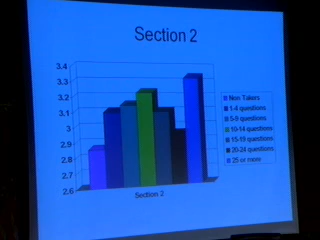 Section 2
3.4
3.3
3.2
3.1
3
2.9
2.8
2.7
2.6
Section 2
Non Takers
1-4 questions
5-9 questions
10-14 questions
15-19 questions
20-24 questions
25 or more